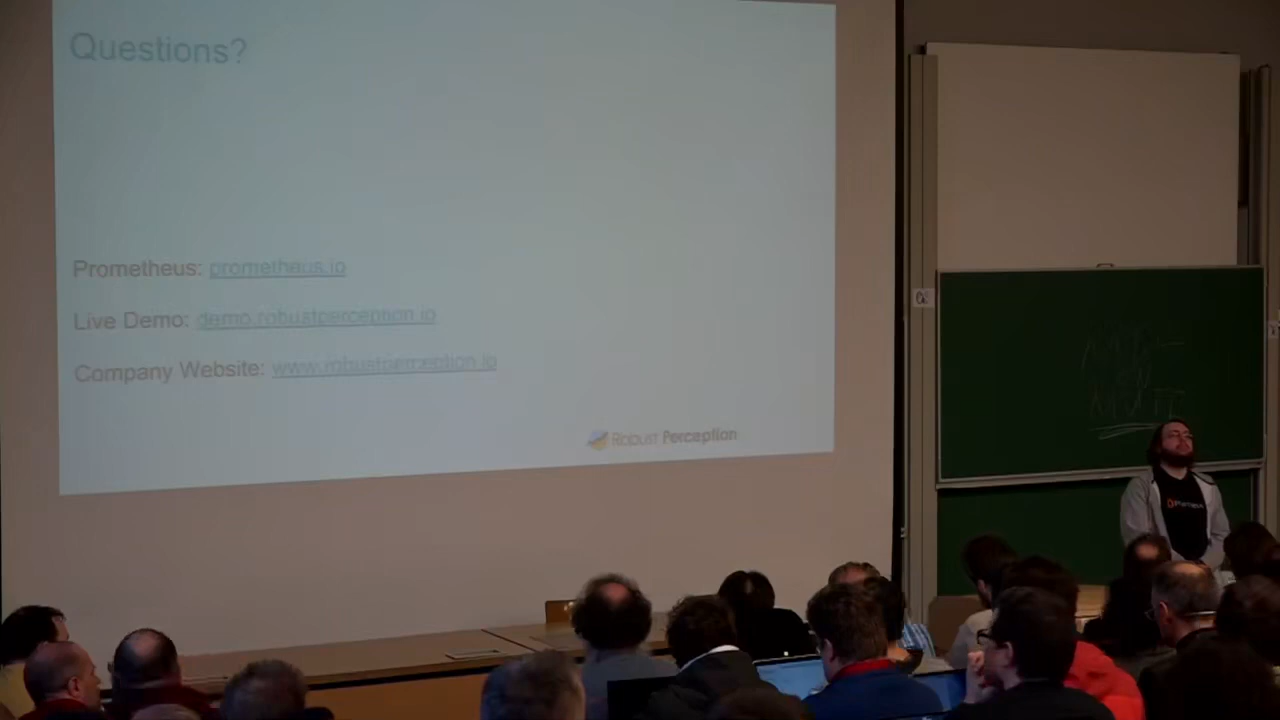 Questions?
Prometheus: prometheus.io
Live Demo: demo.robustperception.io
Company Website: www.robustperception.io
Robust Perception